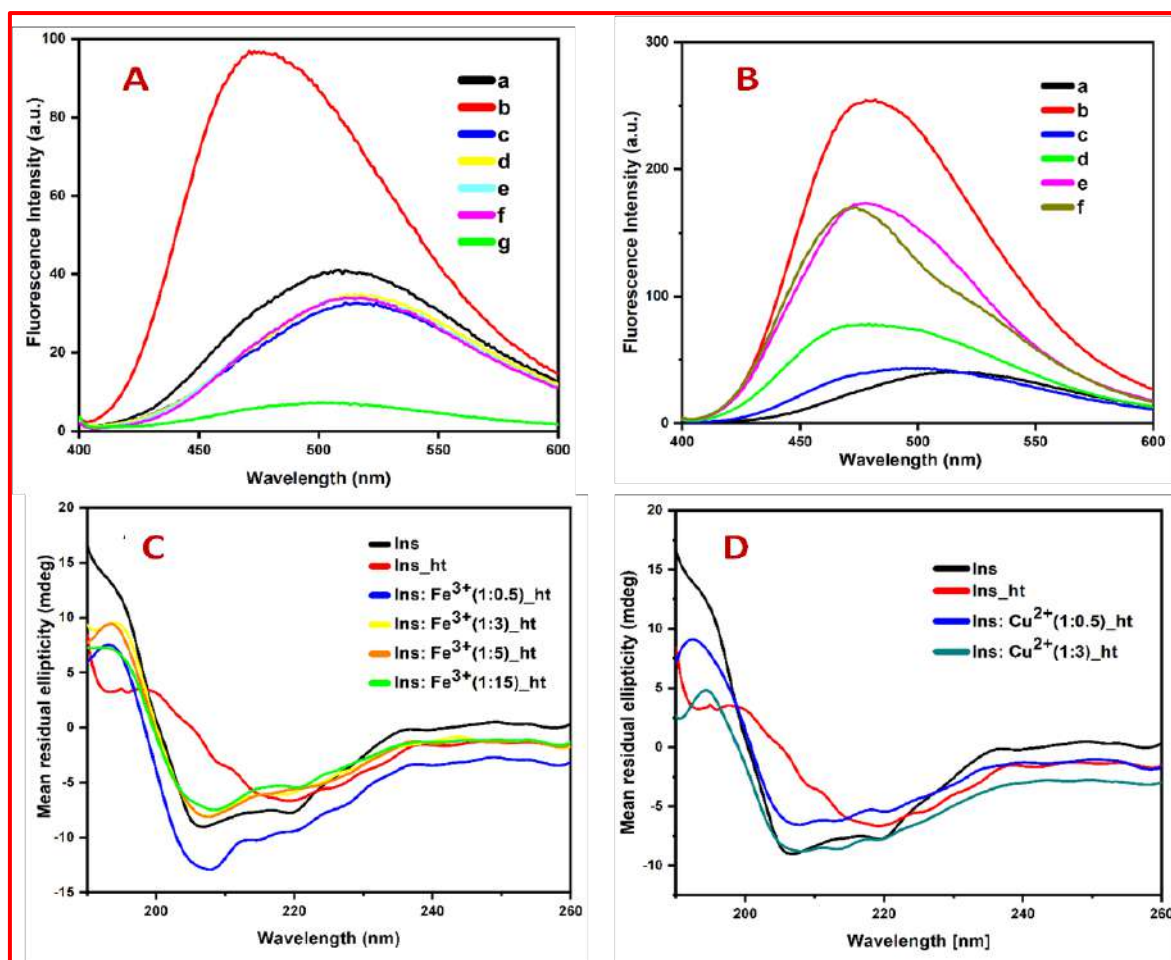 A
a
b
c
d
e
f
g
100
80
60
40
20
0
400
450
500
550
600
Fluorescence Intensity (a.u.)
Wavelength (nm)
B
a
b
c
d
e
f
300
200
100
0
400
450
500
550
600
Fluorescence Intensity (a.u.)
Wavelength (nm)
C
Ins
Ins_ht
Ins: Fe³⁺(1:0.5)_ht
Ins: Fe³⁺(1:3)_ht
Ins: Fe³⁺(1:5)_ht
Ins: Fe³⁺(1:15)_ht
20
15
10
5
0
-5
-10
-15
200
220
240
260
Mean residual ellipticity (mdeg)
Wavelength (nm)
D
Ins
Ins_ht
Ins: Cu²⁺(1:0.5)_ht
Ins: Cu²⁺(1:3)_ht
20
15
10
5
0
-5
-10
200
220
240
260
Mean residual ellipticity (mdeg)
Wavelength [nm]